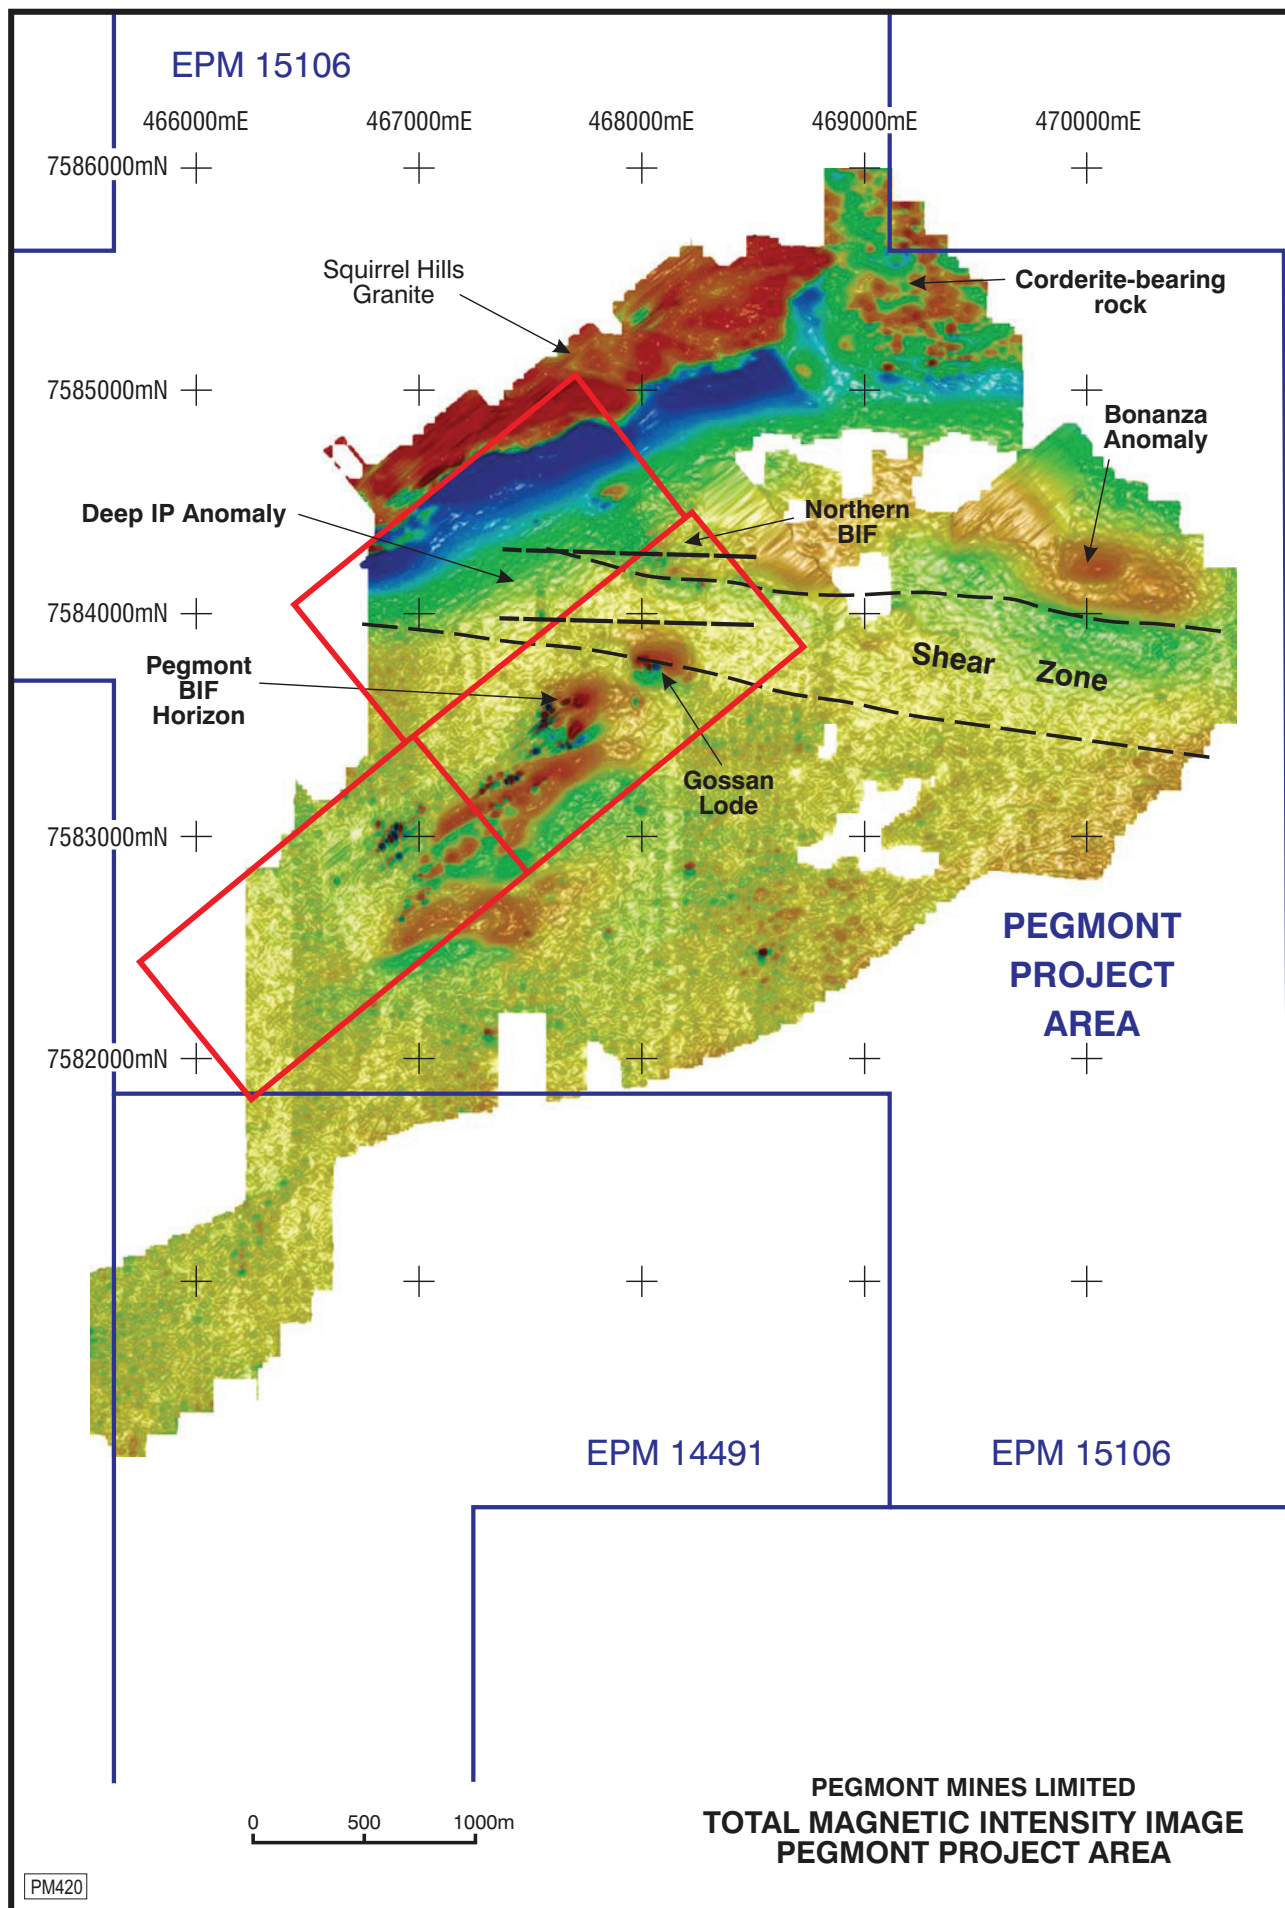 EPM 15106
466000mE 467000mE 468000mE 469000mE 470000mE
7586000mN
Squirrel Hills
Granite
Corderite-bearing
rock
7585000mN
Bonanza
Anomaly
Deep IP Anomaly
Northern
BIF
7584000mN
Shear Zone
Pegmont
BIF
Horizon
Gossan
Lode
7583000mN
PEGMONT
PROJECT
AREA
7582000mN
EPM 14491
EPM 15106
PEGMONT MINES LIMITED
TOTAL MAGNETIC INTENSITY IMAGE
PEGMONT PROJECT AREA
0 500 1000m
PM420